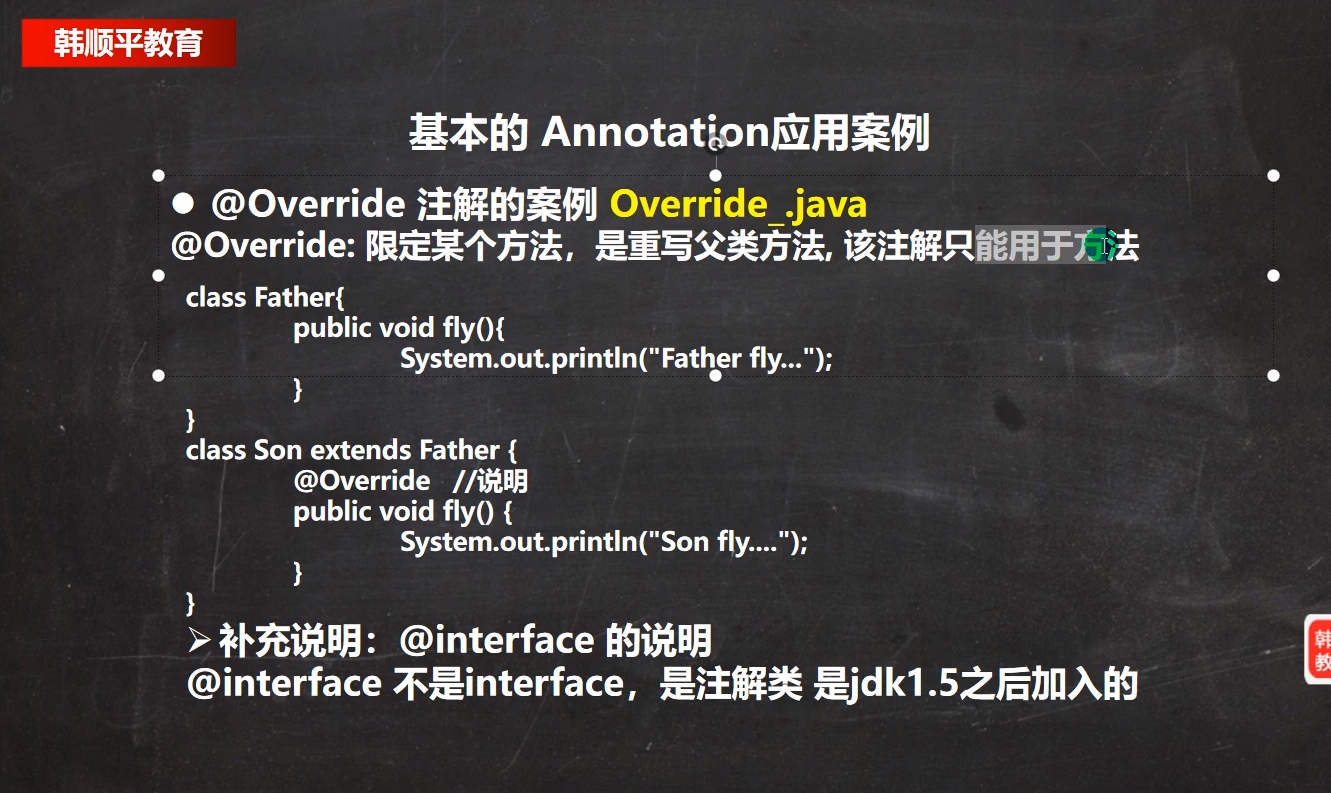 韩顺平教育
基本的 Annotation应用案例
● @Override 注解的案例 Override_.java
@Override: 限定某个方法，是重写父类方法, 该注解只能用于方法
class Father{
public void fly(){
System.out.println("Father fly...");
}
}
class Son extends Father {
@Override //说明
public void fly() {
System.out.println("Son fly....");
}
}
➢ 补充说明：@interface 的说明
@interface 不是interface，是注解类 是jdk1.5之后加入的
韩
教